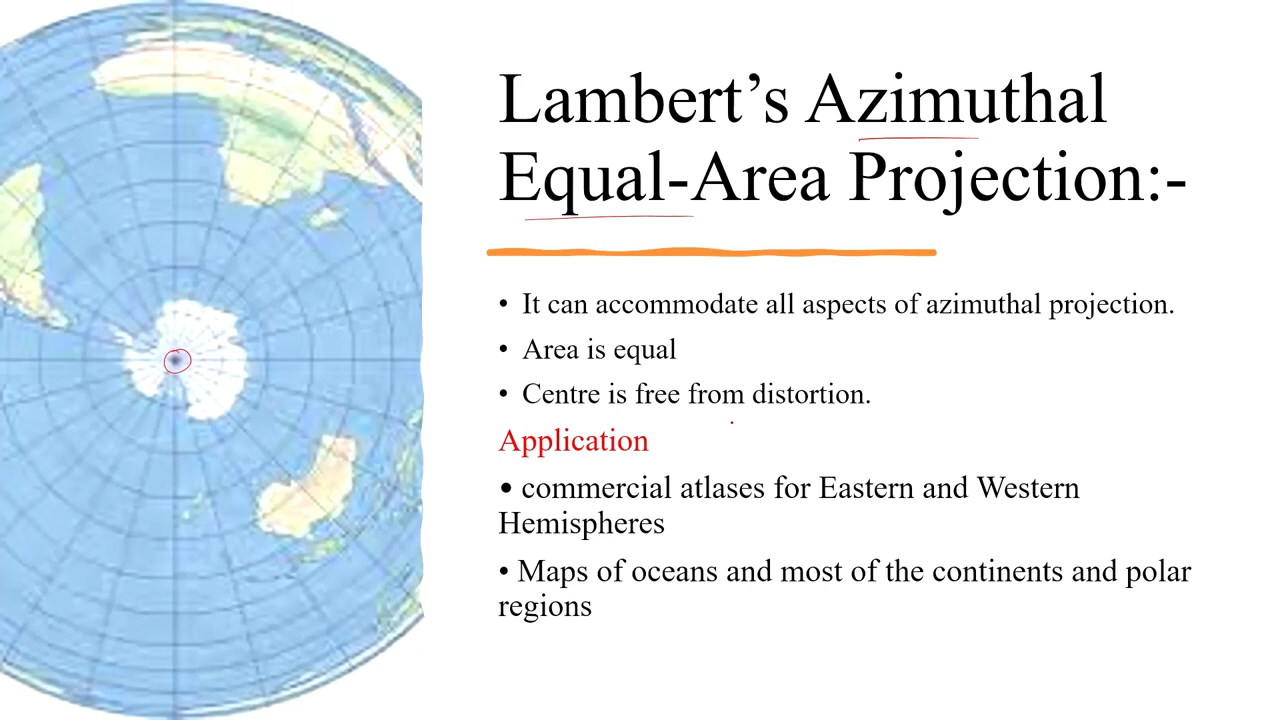 Lambert’s Azimuthal
Equal-Area Projection:-
• It can accommodate all aspects of azimuthal projection.
• Area is equal
• Centre is free from distortion.
Application
• commercial atlases for Eastern and Western
Hemispheres
• Maps of oceans and most of the continents and polar
regions